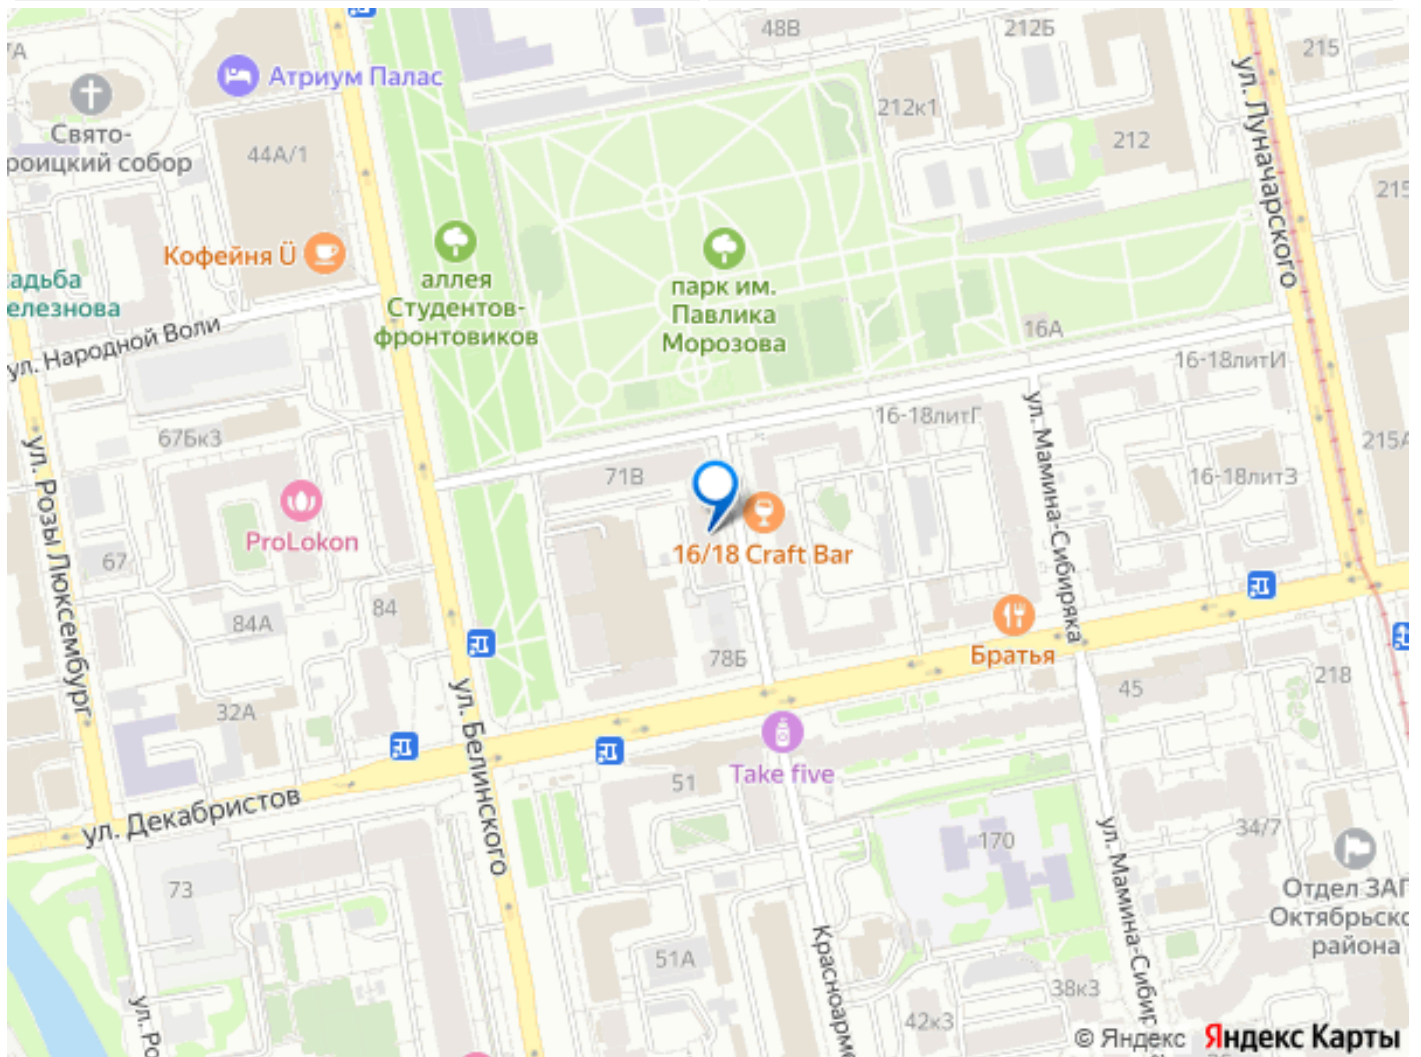 48В
212Б
215
7А
Атриум Палас
ул. Луначарского
212к1
212
Свято-
роицкий собор
44А/1
215
Кофейня Ü
аллея
Студентов-
фронтовиков
парк им.
Павлика
Морозова
адьба
елезнова
ул. Народной Воли
16А
16-18литИ
16-18литГ
ул. Мамина-Сибиряка
67Бк3
215А
ул. Розы Люксембург
71В
16-18литЗ
ProLokon
16/18 Craft Bar
67
84
84А
Братья
78Б
45
218
32А
ул. Белинского
Take five
51
ул. Декабристов
170
34/7
ул. Мамина-Сибир
73
Отдел ЗАГ
Октябрьско
района
Красноарме
51А
38к3
ул. Ро
42к3
© Яндекс Яндекс Карты